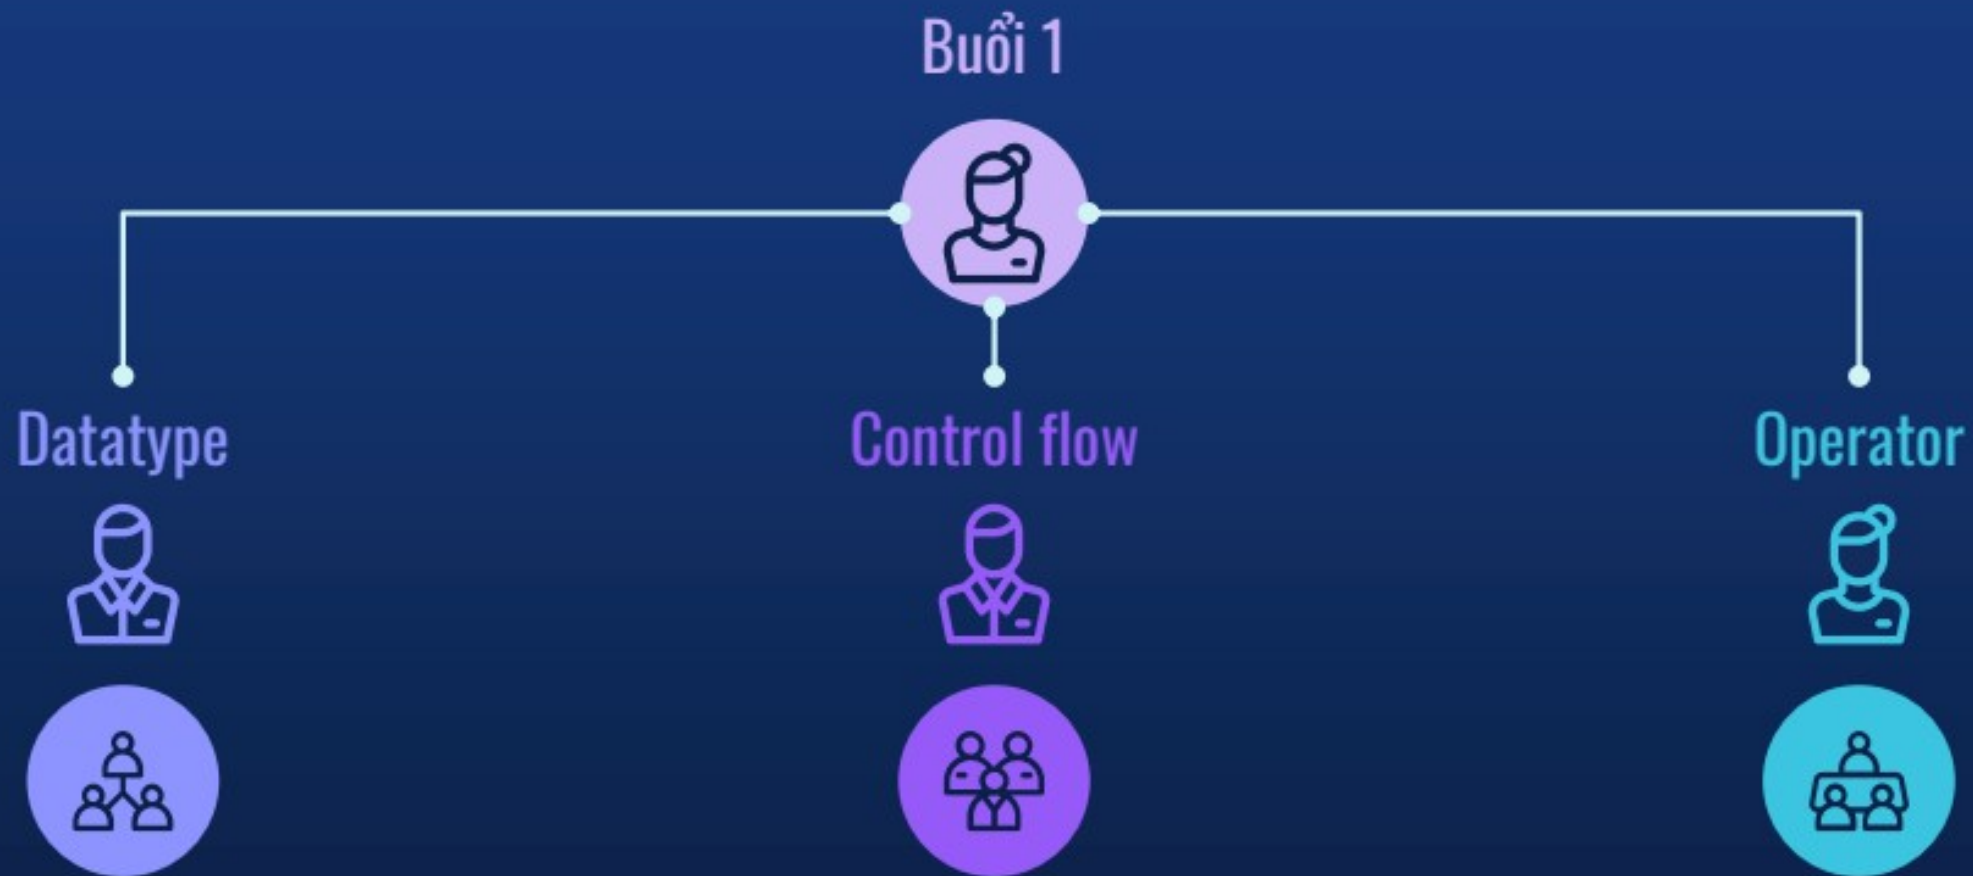 Buổi 1
Datatype
Control flow
Operator